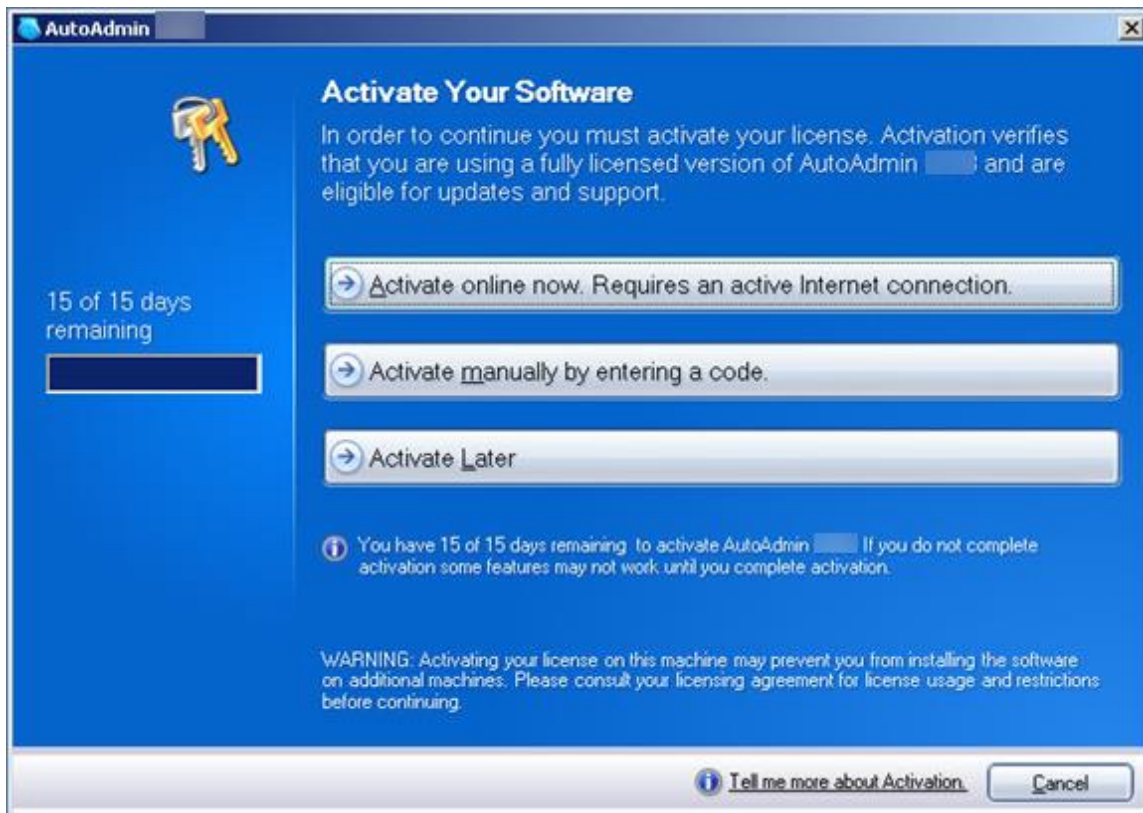 AutoAdmin
Activate Your Software
In order to continue you must activate your license. Activation verifies
that you are using a fully licensed version of AutoAdmin and are
eligible for updates and support.
15 of 15 days
remaining
Activate online now. Requires an active Internet connection.
Activate manually by entering a code.
Activate Later
You have 15 of 15 days remaining to activate AutoAdmin If you do not complete
activation some features may not work until you complete activation.
WARNING: Activating your license on this machine may prevent you from installing the software
on additional machines. Please consult your licensing agreement for license usage and restrictions
before continuing.
Tell me more about Activation.
Cancel